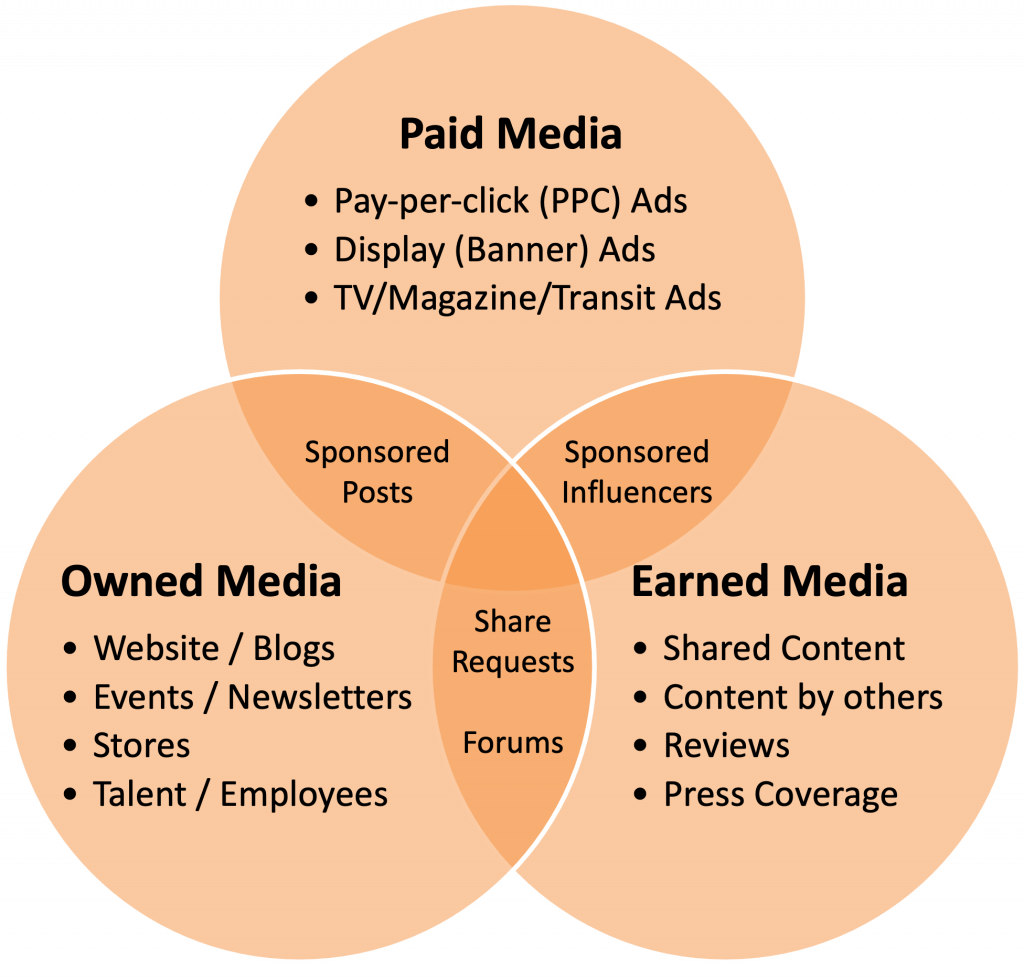 Paid Media
• Pay-per-click (PPC) Ads
• Display (Banner) Ads
• TV/Magazine/Transit Ads
Sponsored
Posts
Sponsored
Influencers
Owned Media
• Website / Blogs
• Events / Newsletters
• Stores
• Talent / Employees
Share
Requests
Forums
Earned Media
• Shared Content
• Content by others
• Reviews
• Press Coverage